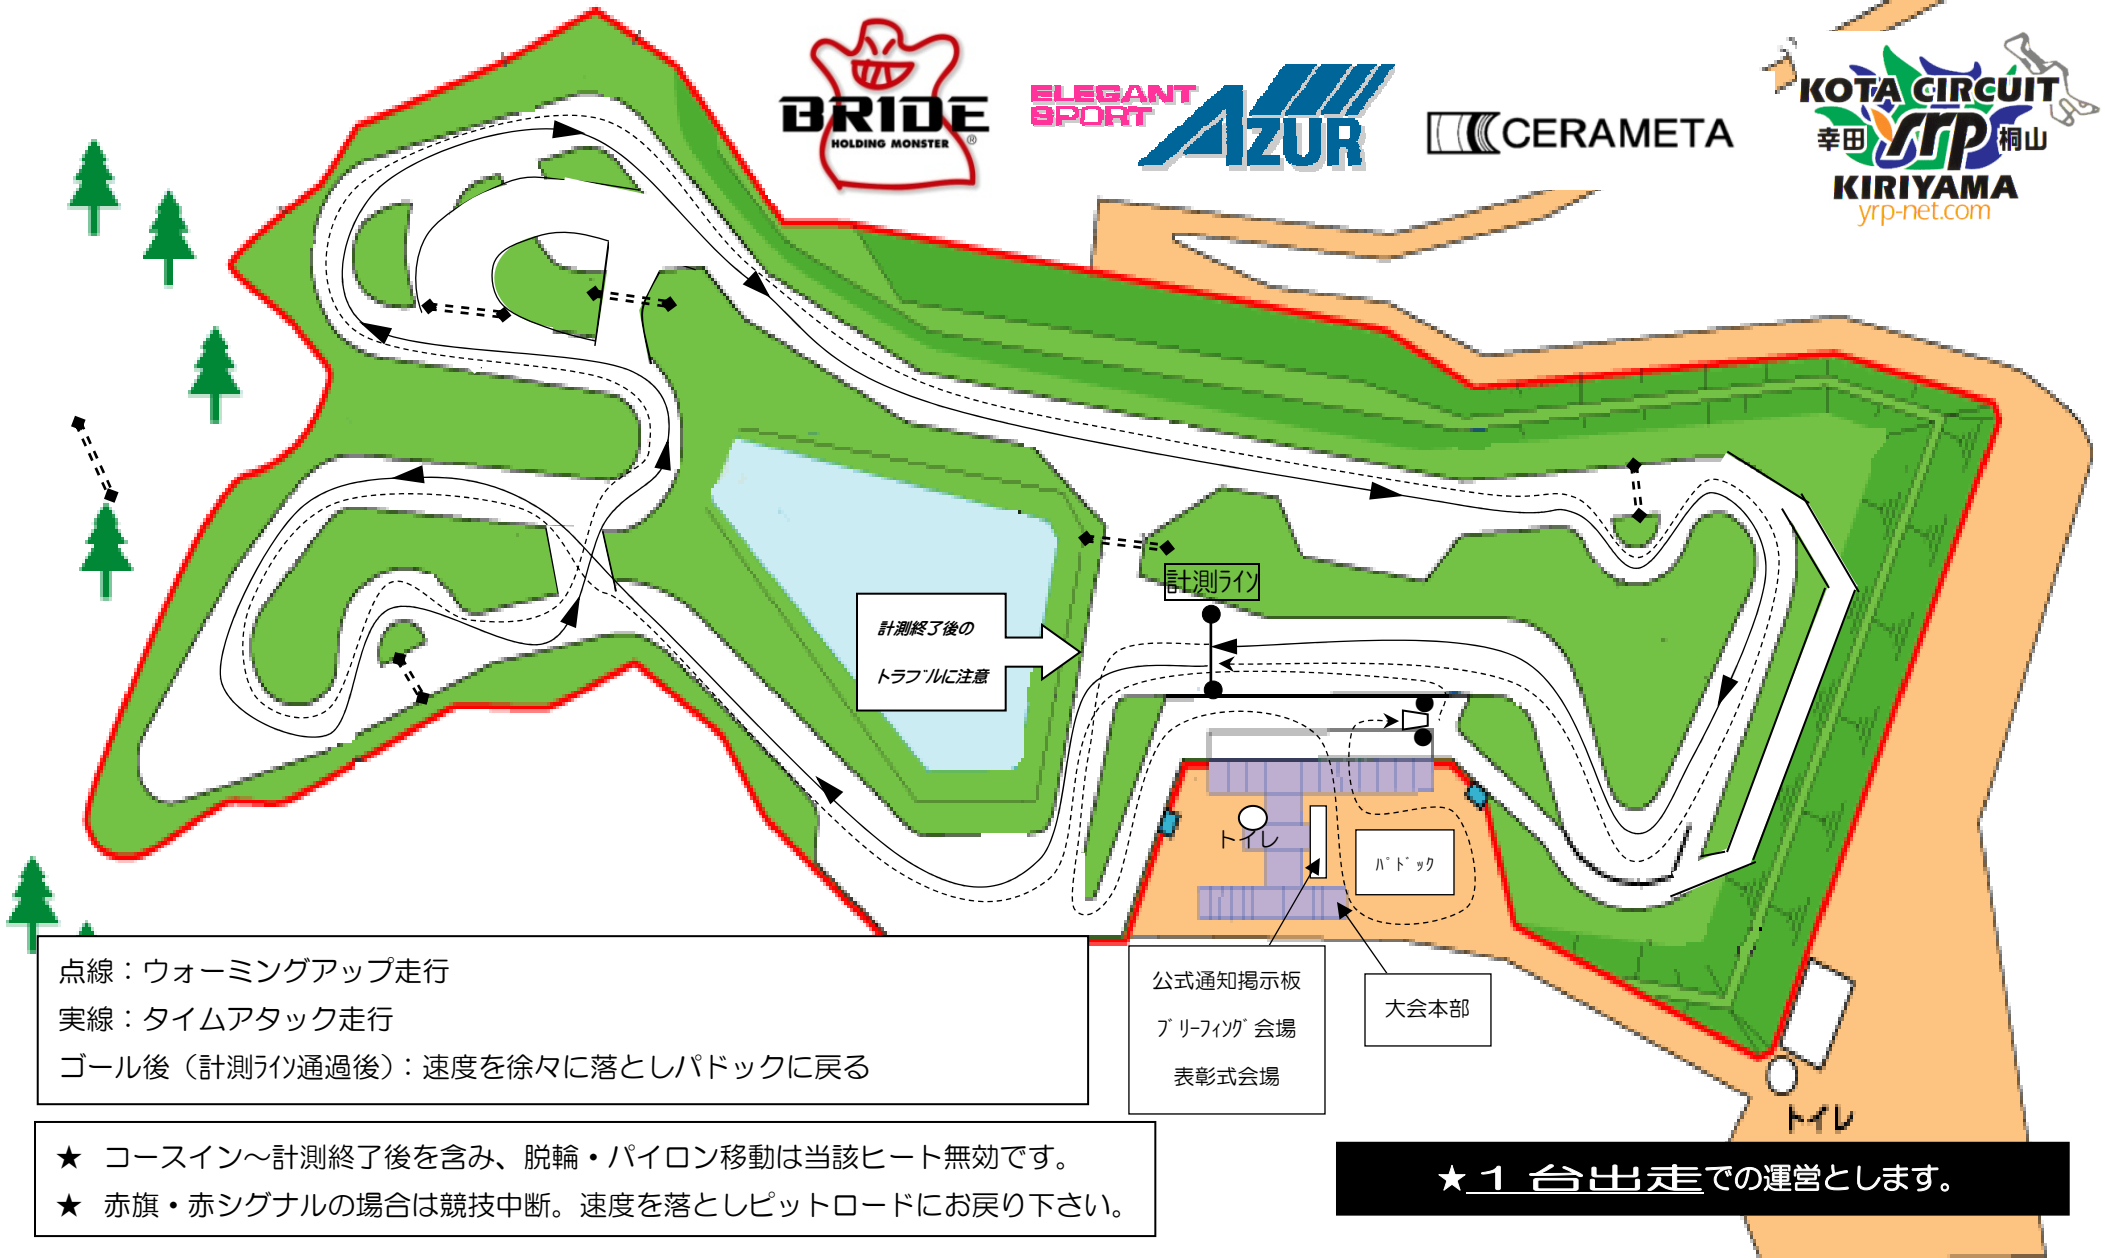 BRIDE
HOLDING MONSTER
®
ELEGANT
SPORT
AZUR
CERAMETA
KOTA CIRCUIT
幸田 yrp 桐山
KIRIYAMA
yrp-net.com
計測ﾗｲﾝ
計測終了後の
トラブルに注意
トイレ
ﾊﾟﾄﾞｯｸ
公式通知掲示板
ﾌﾞﾘｰﾌｨﾝｸﾞ会場
表彰式会場
大会本部
トイレ
点線：ウォーミングアップ走行
実線：タイムアタック走行
ゴール後（計測ﾗｲﾝ通過後）：速度を徐々に落としパドックに戻る
★ コースイン～計測終了後を含み、脱輪・パイロン移動は当該ヒート無効です。
★ 赤旗・赤シグナルの場合は競技中断。速度を落としピットロードにお戻り下さい。
★１台出走での運営とします。